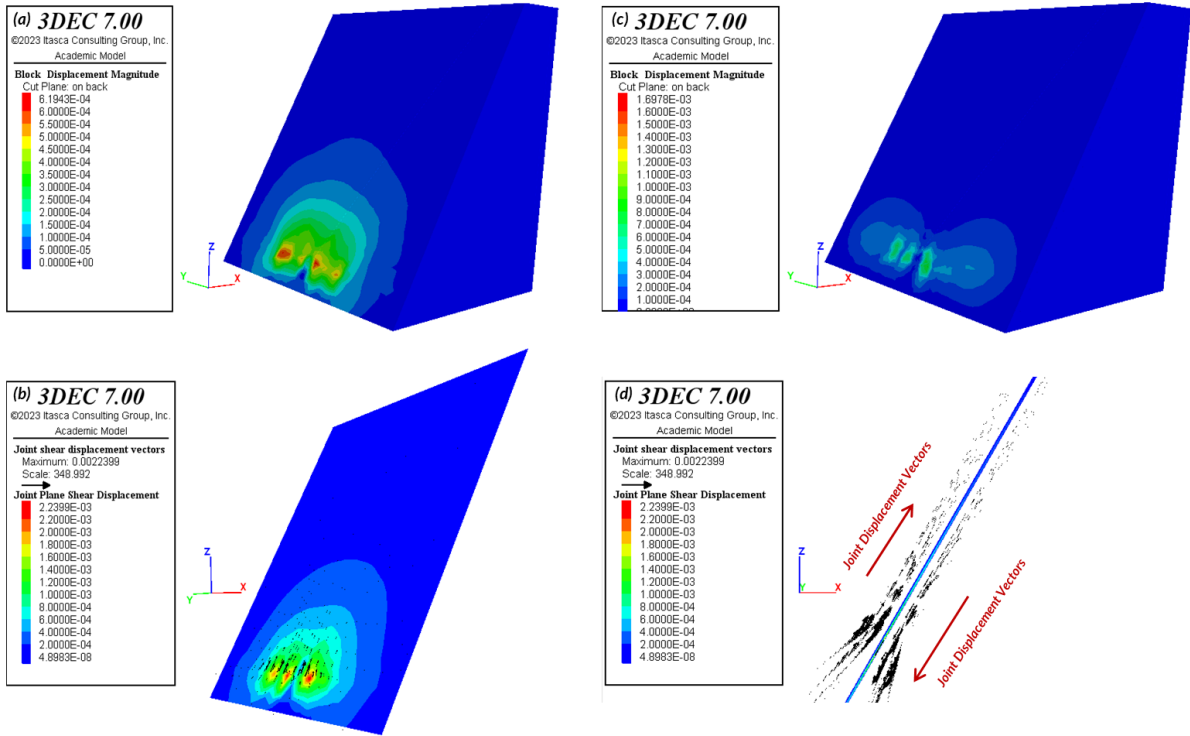 (a) 3DEC 7.00
©2023 Itasca Consulting Group, Inc.
Academic Model
Block Displacement Magnitude
Cut Plane: on back
6.1943E-04
6.0000E-04
5.5000E-04
5.0000E-04
4.5000E-04
4.0000E-04
3.5000E-04
3.0000E-04
2.5000E-04
2.0000E-04
1.5000E-04
1.0000E-04
5.0000E-05
0.0000E+00
Z
Y
X
(c) 3DEC 7.00
©2023 Itasca Consulting Group, Inc.
Academic Model
Block Displacement Magnitude
Cut Plane: on back
1.6978E-03
1.6000E-03
1.5000E-03
1.4000E-03
1.3000E-03
1.2000E-03
1.1000E-03
1.0000E-03
9.0000E-04
8.0000E-04
7.0000E-04
6.0000E-04
5.0000E-04
4.0000E-04
3.0000E-04
2.0000E-04
1.0000E-04
Z
Y
X
(b) 3DEC 7.00
©2023 Itasca Consulting Group, Inc.
Academic Model
Joint shear displacement vectors
Maximum: 0.0022399
Scale: 348.992
Joint Plane Shear Displacement
2.2399E-03
2.2000E-03
2.0000E-03
1.8000E-03
1.6000E-03
1.4000E-03
1.2000E-03
1.0000E-03
8.0000E-04
6.0000E-04
4.0000E-04
2.0000E-04
4.8983E-08
Z
Y
X
(d) 3DEC 7.00
©2023 Itasca Consulting Group, Inc.
Academic Model
Joint shear displacement vectors
Maximum: 0.0022399
Scale: 348.992
Joint Plane Shear Displacement
2.2399E-03
2.2000E-03
2.0000E-03
1.8000E-03
1.6000E-03
1.4000E-03
1.2000E-03
1.0000E-03
8.0000E-04
6.0000E-04
4.0000E-04
2.0000E-04
4.8983E-08
Z
Y
X
Joint Displacement Vectors
Joint Displacement Vectors